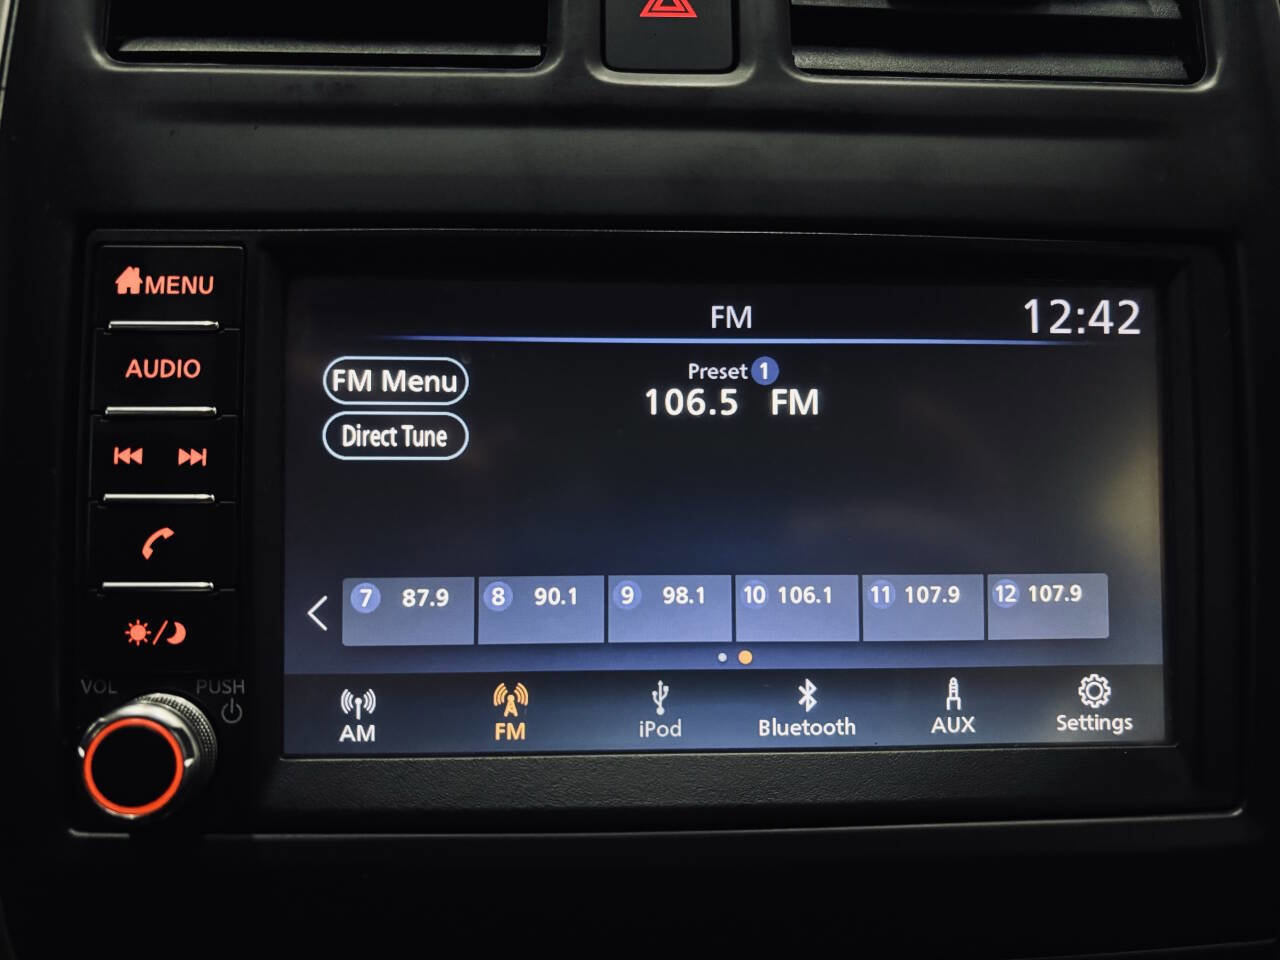 MENU
AUDIO
VOL
PUSH
FM
12:42
FM Menu
Direct Tune
Preset 1
106.5 FM
7 87.9
8 90.1
9 98.1
10 106.1
11 107.9
12 107.9
AM
FM
iPod
Bluetooth
AUX
Settings